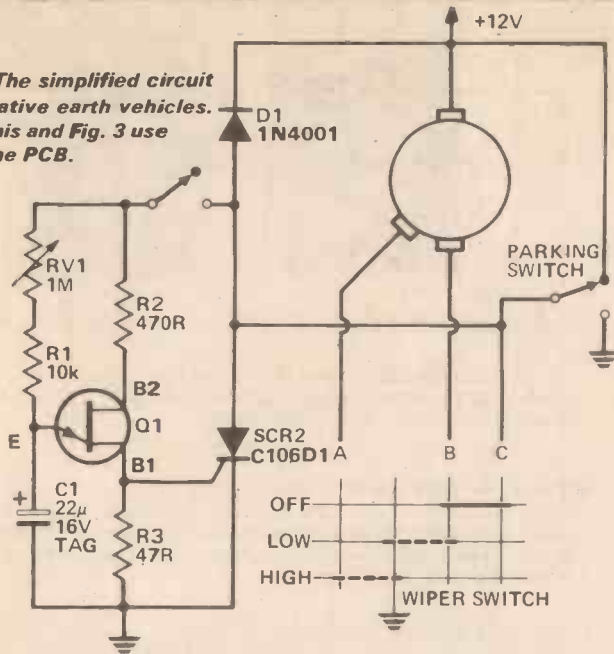 +12V
The simplified circuit
ative earth vehicles.
is and Fig. 3 use
e PCB.
D1
1N4001
PARKING
SWITCH
RV1
1M
R2
470R
R1
10k
B2
Q1
E
B1
SCR2
C106D1
A
B
C
C1
22µ
16V
TAG
R3
47R
OFF
LOW
HIGH
WIPER SWITCH